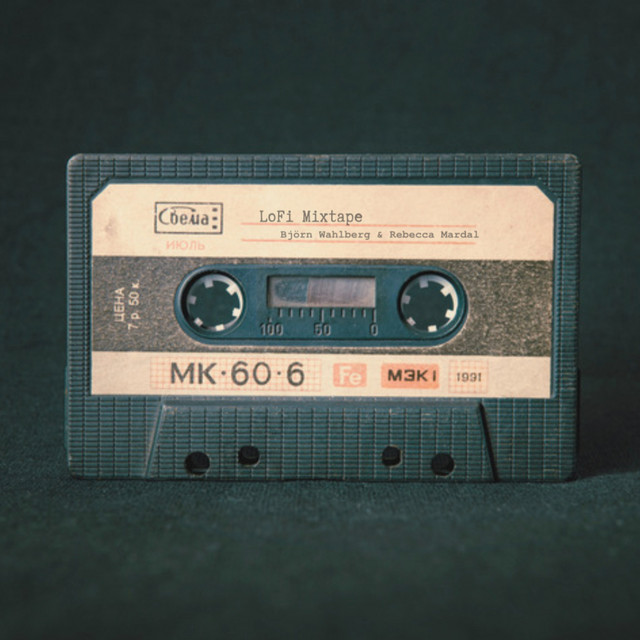 Свема
ИЮЛЬ
LoFi Mixtape
Björn Wahlberg & Rebecca Mardal
ЦЕНА
7 р. 50 к.
100 50 0
МК·60·6
Fe
МЭК I
1991